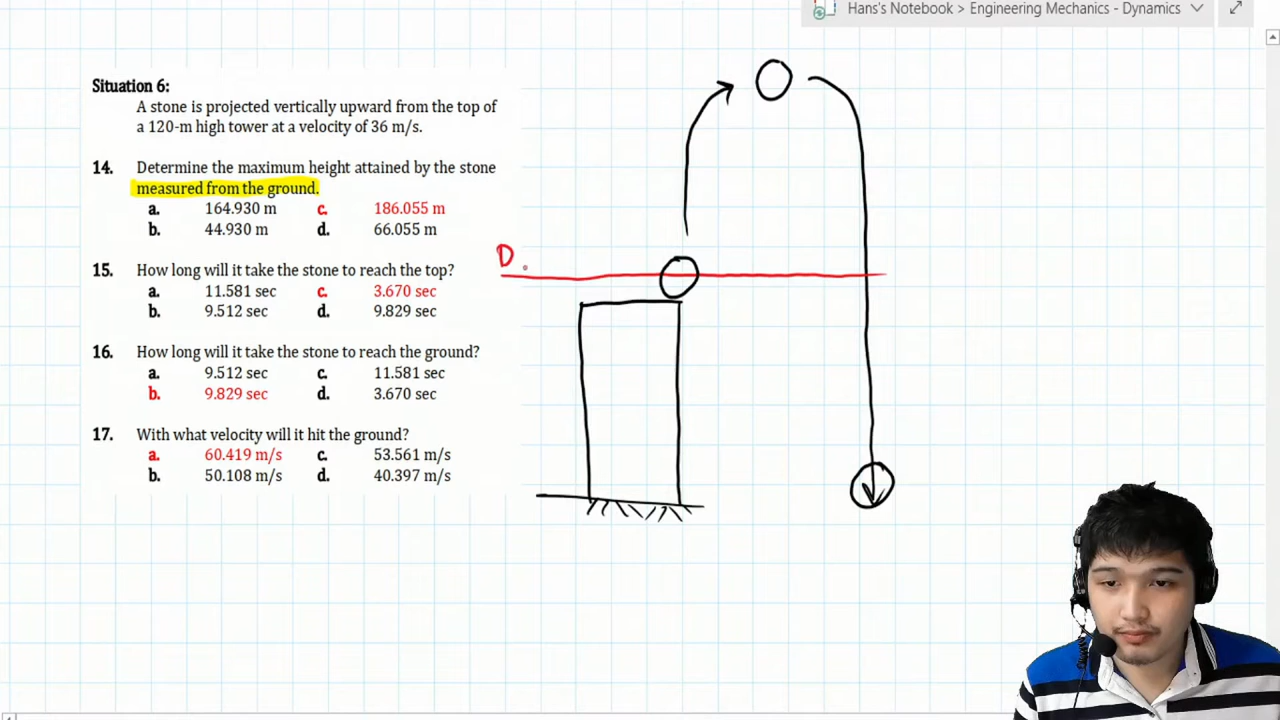 Hans's Notebook > Engineering Mechanics - Dynamics
Situation 6:
A stone is projected vertically upward from the top of
a 120-m high tower at a velocity of 36 m/s.
14. Determine the maximum height attained by the stone
measured from the ground.
a. 164.930 m c. 186.055 m
b. 44.930 m d. 66.055 m
15. How long will it take the stone to reach the top?
a. 11.581 sec c. 3.670 sec
b. 9.512 sec d. 9.829 sec
16. How long will it take the stone to reach the ground?
a. 9.512 sec c. 11.581 sec
b. 9.829 sec d. 3.670 sec
17. With what velocity will it hit the ground?
a. 60.419 m/s c. 53.561 m/s
b. 50.108 m/s d. 40.397 m/s
D.